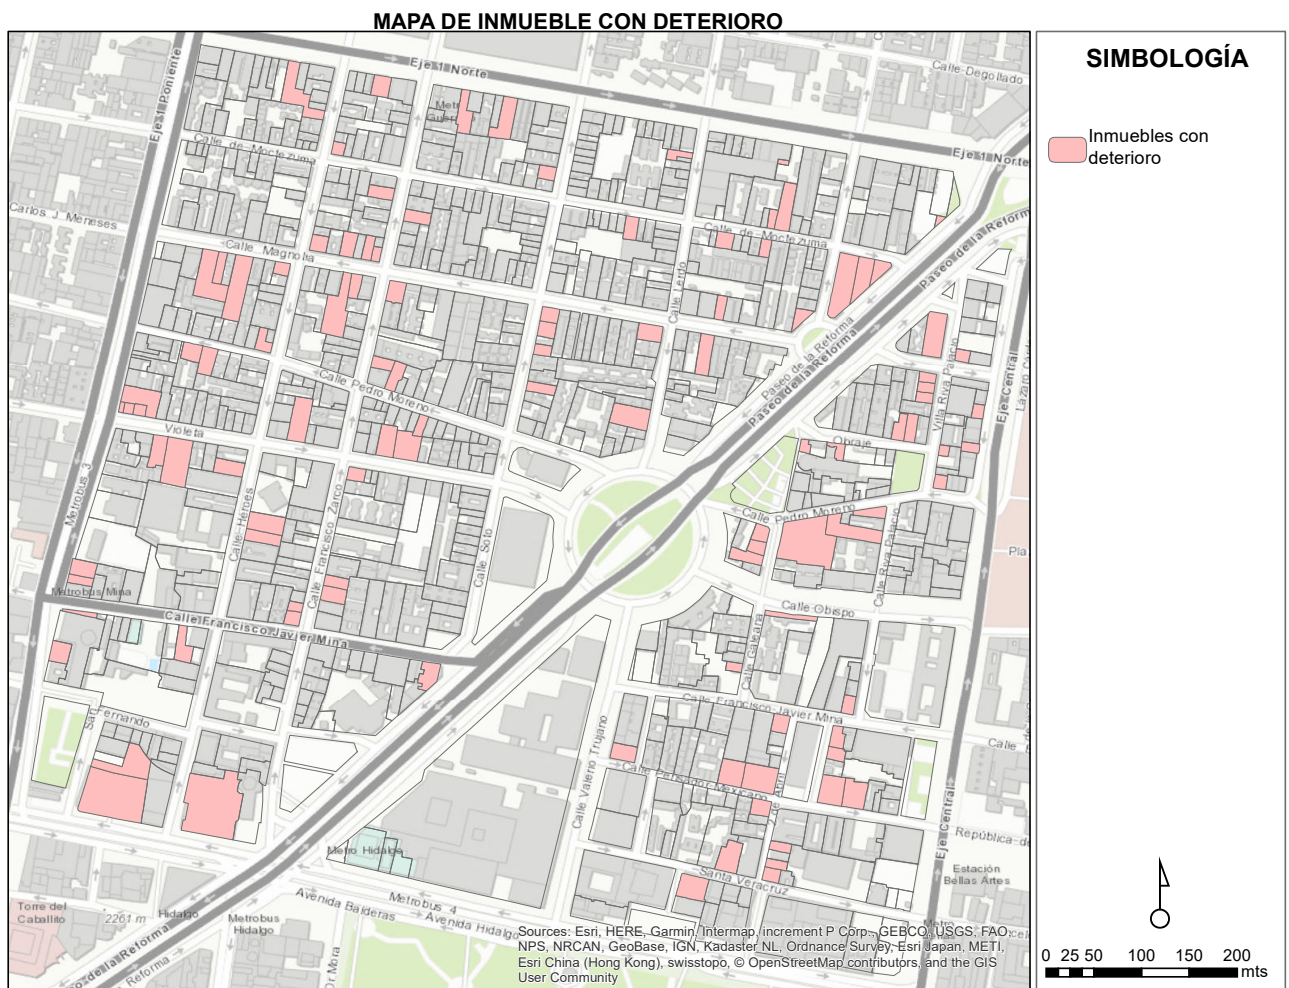 MAPA DE INMUEBLE CON DETERIORO
SIMBOLOGÍA
Inmuebles con
deterioro
Eje 1 Norte
Calle-Degollado
Eje 1 Poniente
Metro
Calle de-Moctezuma
Eje 1 Norte
Carlos J Meneses
Calle Magnolia
Calle de-Moctezuma
Paseo de la Reforma
Calle Lerdo
Paseo de la Reforma
Paseo de la Reforma
Calle Pedro Moreno
Villa Riva Palacio
Eje Central
Violeta
Obraje
Metrobus 3
Calle Héroes
Calle Francisco Zarco
Calle Soto
Calle Pedro Moreno
Calle Riva Palacio
Metrobus Mina
Calle Francisco Javier Mina
Calle Obispo
Calle Galeana
San Fernando
Calle Francisco-Javier Mina
Calle Valerio Trujano
Calle Pensador Mexicano
Eje Central
República de
Metro Hidalgo
Santa Veracruz
Estación
Bellas Artes
Torre del
Caballito
2261 m
Hidalgo
Metrobus
Hidalgo
Metrobus 4
Avenida Balderas
Avenida Hidalgo
Dr Mora
Sources: Esri, HERE, Garmin, Intermap, increment P Corp., GEBCO, USGS, FAO,
NPS, NRCAN, GeoBase, IGN, Kadaster NL, Ordnance Survey, Esri Japan, METI,
Esri China (Hong Kong), swisstopo, © OpenStreetMap contributors, and the GIS
User Community
0 25 50 100 150 200
mts